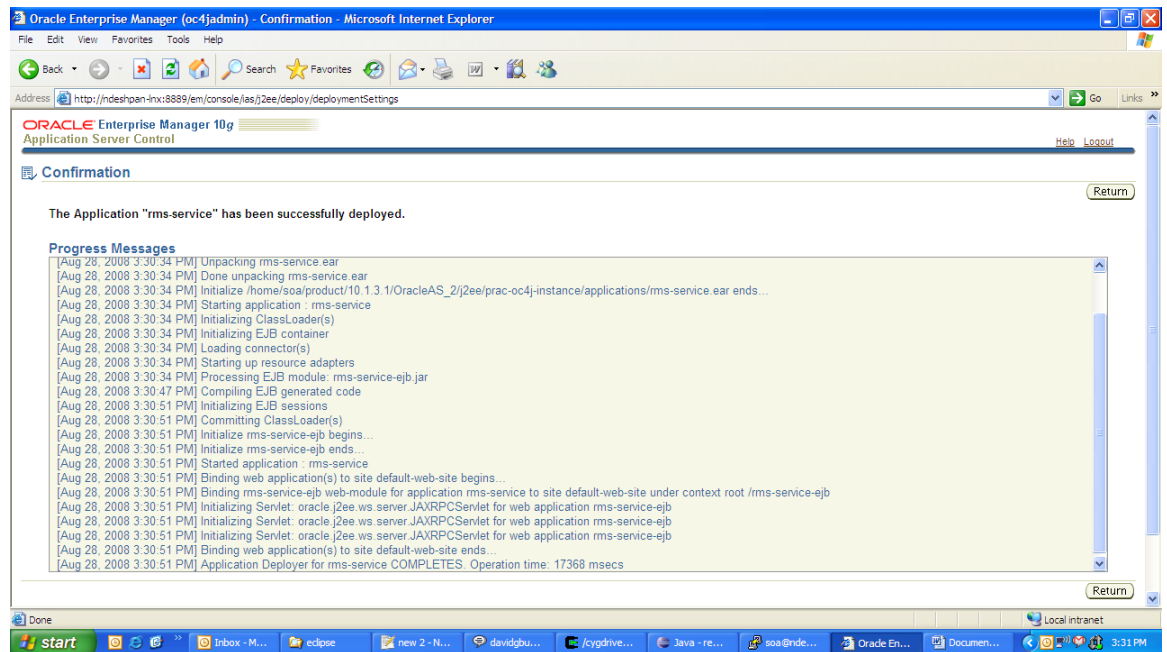 Oracle Enterprise Manager (oc4jadmin) - Confirmation - Microsoft Internet Explorer
File Edit View Favorites Tools Help
Back Search Favorites
Address http://ndeshpan-lnx:8889/em/console/ias/j2ee/deploy/deploymentSettings Go Links »
ORACLE Enterprise Manager 10g
Application Server Control
Help Logout
Confirmation
Return
The Application "rms-service" has been successfully deployed.
Progress Messages
[Aug 28, 2008 3:30:34 PM] Unpacking rms-service.ear
[Aug 28, 2008 3:30:34 PM] Done unpacking rms-service.ear
[Aug 28, 2008 3:30:34 PM] Initialize /home/soa/product/10.1.3.1/OracleAS_2/j2ee/prac-oc4j-instance/applications/rms-service.ear ends...
[Aug 28, 2008 3:30:34 PM] Starting application : rms-service
[Aug 28, 2008 3:30:34 PM] Initializing ClassLoader(s)
[Aug 28, 2008 3:30:34 PM] Initializing EJB container
[Aug 28, 2008 3:30:34 PM] Loading connector(s)
[Aug 28, 2008 3:30:34 PM] Starting up resource adapters
[Aug 28, 2008 3:30:34 PM] Processing EJB module: rms-service-ejb.jar
[Aug 28, 2008 3:30:47 PM] Compiling EJB generated code
[Aug 28, 2008 3:30:51 PM] Initializing EJB sessions
[Aug 28, 2008 3:30:51 PM] Committing ClassLoader(s)
[Aug 28, 2008 3:30:51 PM] Initialize rms-service-ejb begins...
[Aug 28, 2008 3:30:51 PM] Initialize rms-service-ejb ends...
[Aug 28, 2008 3:30:51 PM] Started application : rms-service
[Aug 28, 2008 3:30:51 PM] Binding web application(s) to site default-web-site begins...
[Aug 28, 2008 3:30:51 PM] Binding rms-service-ejb web-module for application rms-service to site default-web-site under context root /rms-service-ejb
[Aug 28, 2008 3:30:51 PM] Initializing Servlet: oracle.j2ee.ws.server.JAXRPCServlet for web application rms-service-ejb
[Aug 28, 2008 3:30:51 PM] Initializing Servlet: oracle.j2ee.ws.server.JAXRPCServlet for web application rms-service-ejb
[Aug 28, 2008 3:30:51 PM] Initializing Servlet: oracle.j2ee.ws.server.JAXRPCServlet for web application rms-service-ejb
[Aug 28, 2008 3:30:51 PM] Binding web application(s) to site default-web-site ends...
[Aug 28, 2008 3:30:51 PM] Application Deployer for rms-service COMPLETES. Operation time: 17368 msecs
Return
Done Local intranet
start » Inbox - M... eclipse new 2 - N... davidgbu... /cygdrive... Java - re... soa@nde... Oracle En... Documen... 3:31 PM